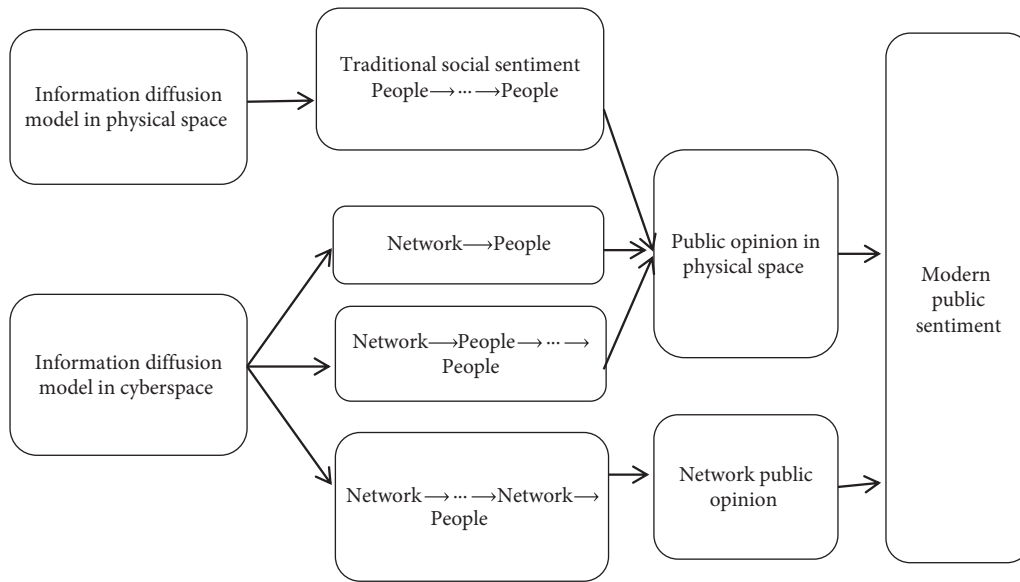 Information diffusion
model in physical space
Traditional social sentiment
People⟶···⟶People
Network⟶People
Network⟶People⟶···⟶
People
Information diffusion
model in cyberspace
Network⟶···⟶Network⟶
People
Public opinion in
physical space
Network public
opinion
Modern
public
sentiment